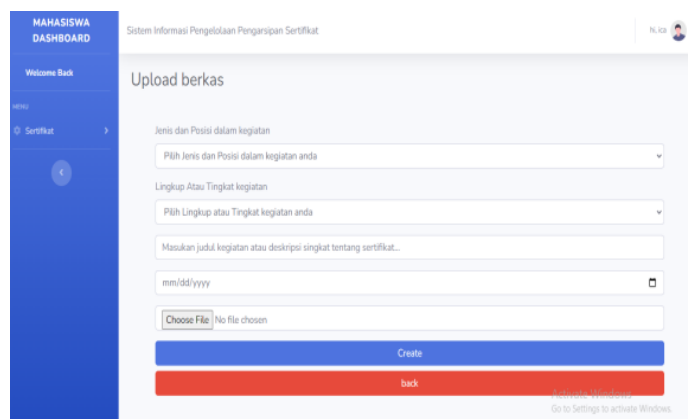 MAHASISWA
DASHBOARD
Sistem Informasi Pengelolaan Pengarsipan Sertifikat
hi, ica
Welcome Back
Upload berkas
MENU
Sertifikat
Jenis dan Posisi dalam kegiatan
Pilih Jenis dan Posisi dalam kegiatan anda
Lingkup Atau Tingkat kegiatan
Pilih Lingkup atau Tingkat kegiatan anda
Masukan judul kegiatan atau deskripsi singkat tentang sertifikat...
mm/dd/yyyy
Choose File No file chosen
Create
back
Activate Windows
Go to Settings to activate Windows.